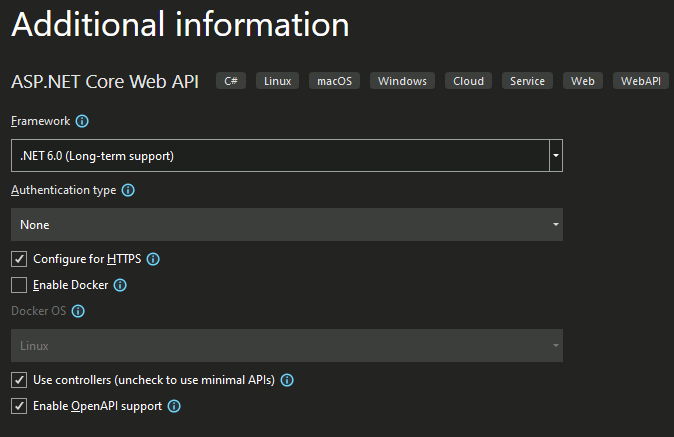 Additional information
ASP.NET Core Web API C# Linux macOS Windows Cloud Service Web WebAPI
Framework
.NET 6.0 (Long-term support)
Authentication type
None
Configure for HTTPS
Enable Docker
Docker OS
Linux
Use controllers (uncheck to use minimal APIs)
Enable OpenAPI support